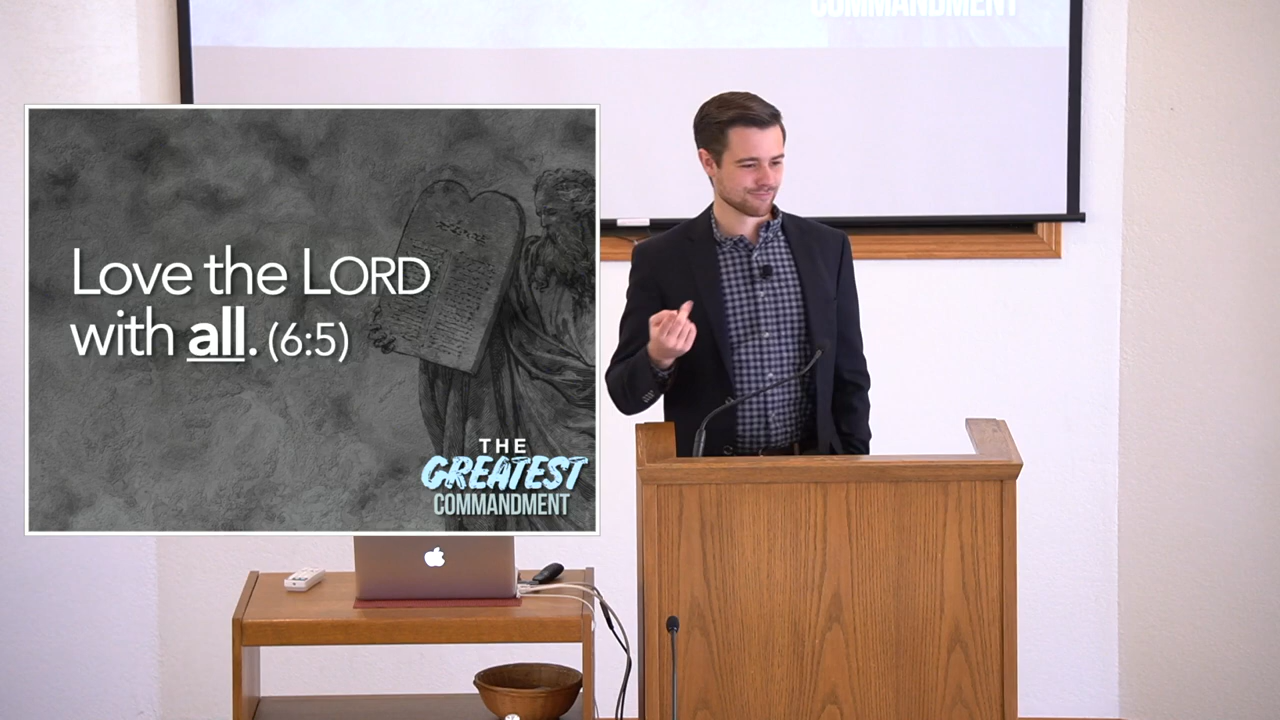 COMMANDMENT
Love the LORD
with all. (6:5)
THE
GREATEST
COMMANDMENT